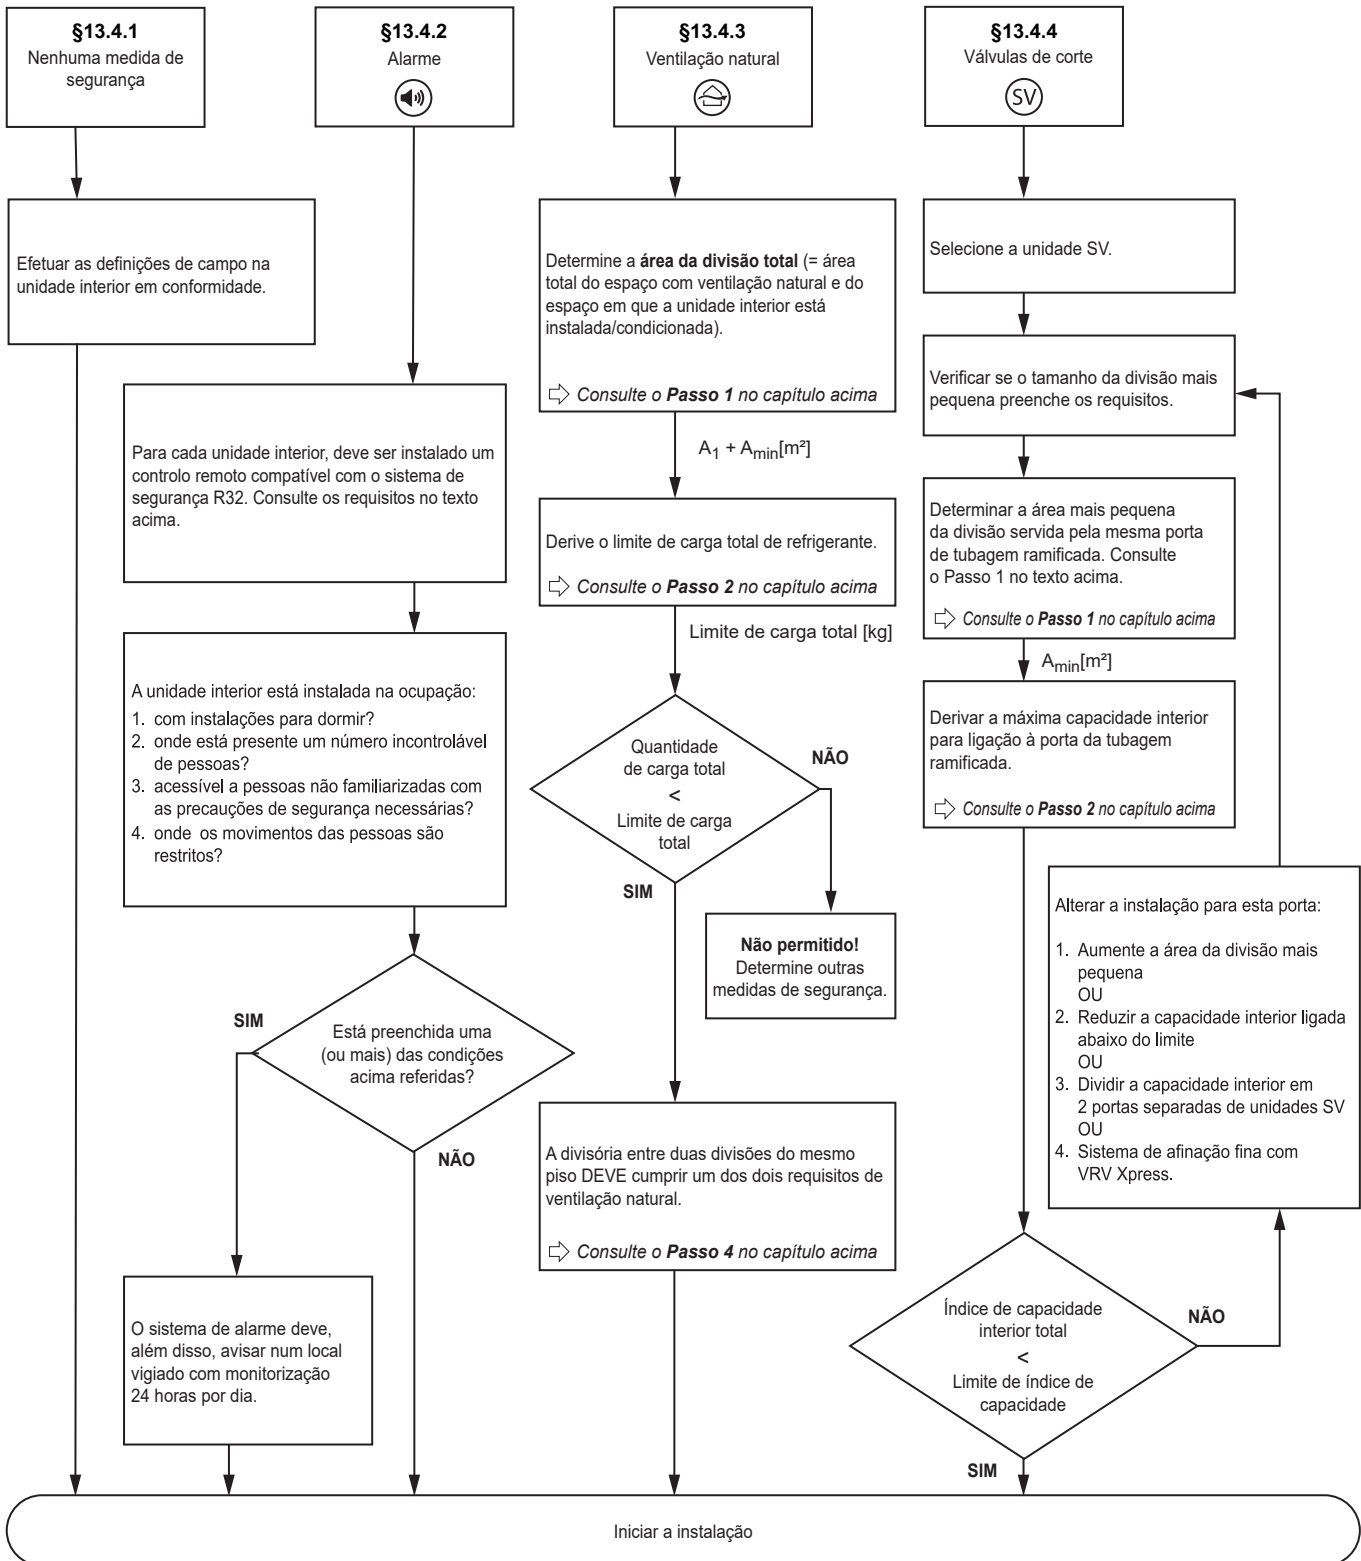 §13.4.1
Nenhuma medida de
segurança
Efetuar as definições de campo na
unidade interior em conformidade.
§13.4.2
Alarme
Para cada unidade interior, deve ser instalado um
controlo remoto compatível com o sistema de
segurança R32. Consulte os requisitos no texto
acima.
A unidade interior está instalada na ocupação:
1. com instalações para dormir?
2. onde está presente um número incontrolável
de pessoas?
3. acessível a pessoas não familiarizadas com
as precauções de segurança necessárias?
4. onde os movimentos das pessoas são
restritos?
Está preenchida uma
(ou mais) das condições
acima referidas?
SIM
NÃO
O sistema de alarme deve,
além disso, avisar num local
vigiado com monitorização
24 horas por dia.
§13.4.3
Ventilação natural
Determine a área da divisão total (= área
total do espaço com ventilação natural e do
espaço em que a unidade interior está
instalada/condicionada).
Consulte o Passo 1 no capítulo acima
A1 + Amin[m²]
Derive o limite de carga total de refrigerante.
Consulte o Passo 2 no capítulo acima
Limite de carga total [kg]
Quantidade
de carga total
<
Limite de carga
total
NÃO
SIM
Não permitido!
Determine outras
medidas de segurança.
A divisória entre duas divisões do mesmo
piso DEVE cumprir um dos dois requisitos de
ventilação natural.
Consulte o Passo 4 no capítulo acima
§13.4.4
Válvulas de corte
SV
Selecione a unidade SV.
Verificar se o tamanho da divisão mais
pequena preenche os requisitos.
Determinar a área mais pequena
da divisão servida pela mesma porta
de tubagem ramificada. Consulte
o Passo 1 no texto acima.
Consulte o Passo 1 no capítulo acima
Amin[m²]
Derivar a máxima capacidade interior
para ligação à porta da tubagem
ramificada.
Consulte o Passo 2 no capítulo acima
Alterar a instalação para esta porta:
1. Aumente a área da divisão mais
pequena
OU
2. Reduzir a capacidade interior ligada
abaixo do limite
OU
3. Dividir a capacidade interior em
2 portas separadas de unidades SV
OU
4. Sistema de afinação fina com
VRV Xpress.
Índice de capacidade
interior total
<
Limite de índice de
capacidade
NÃO
SIM
Iniciar a instalação